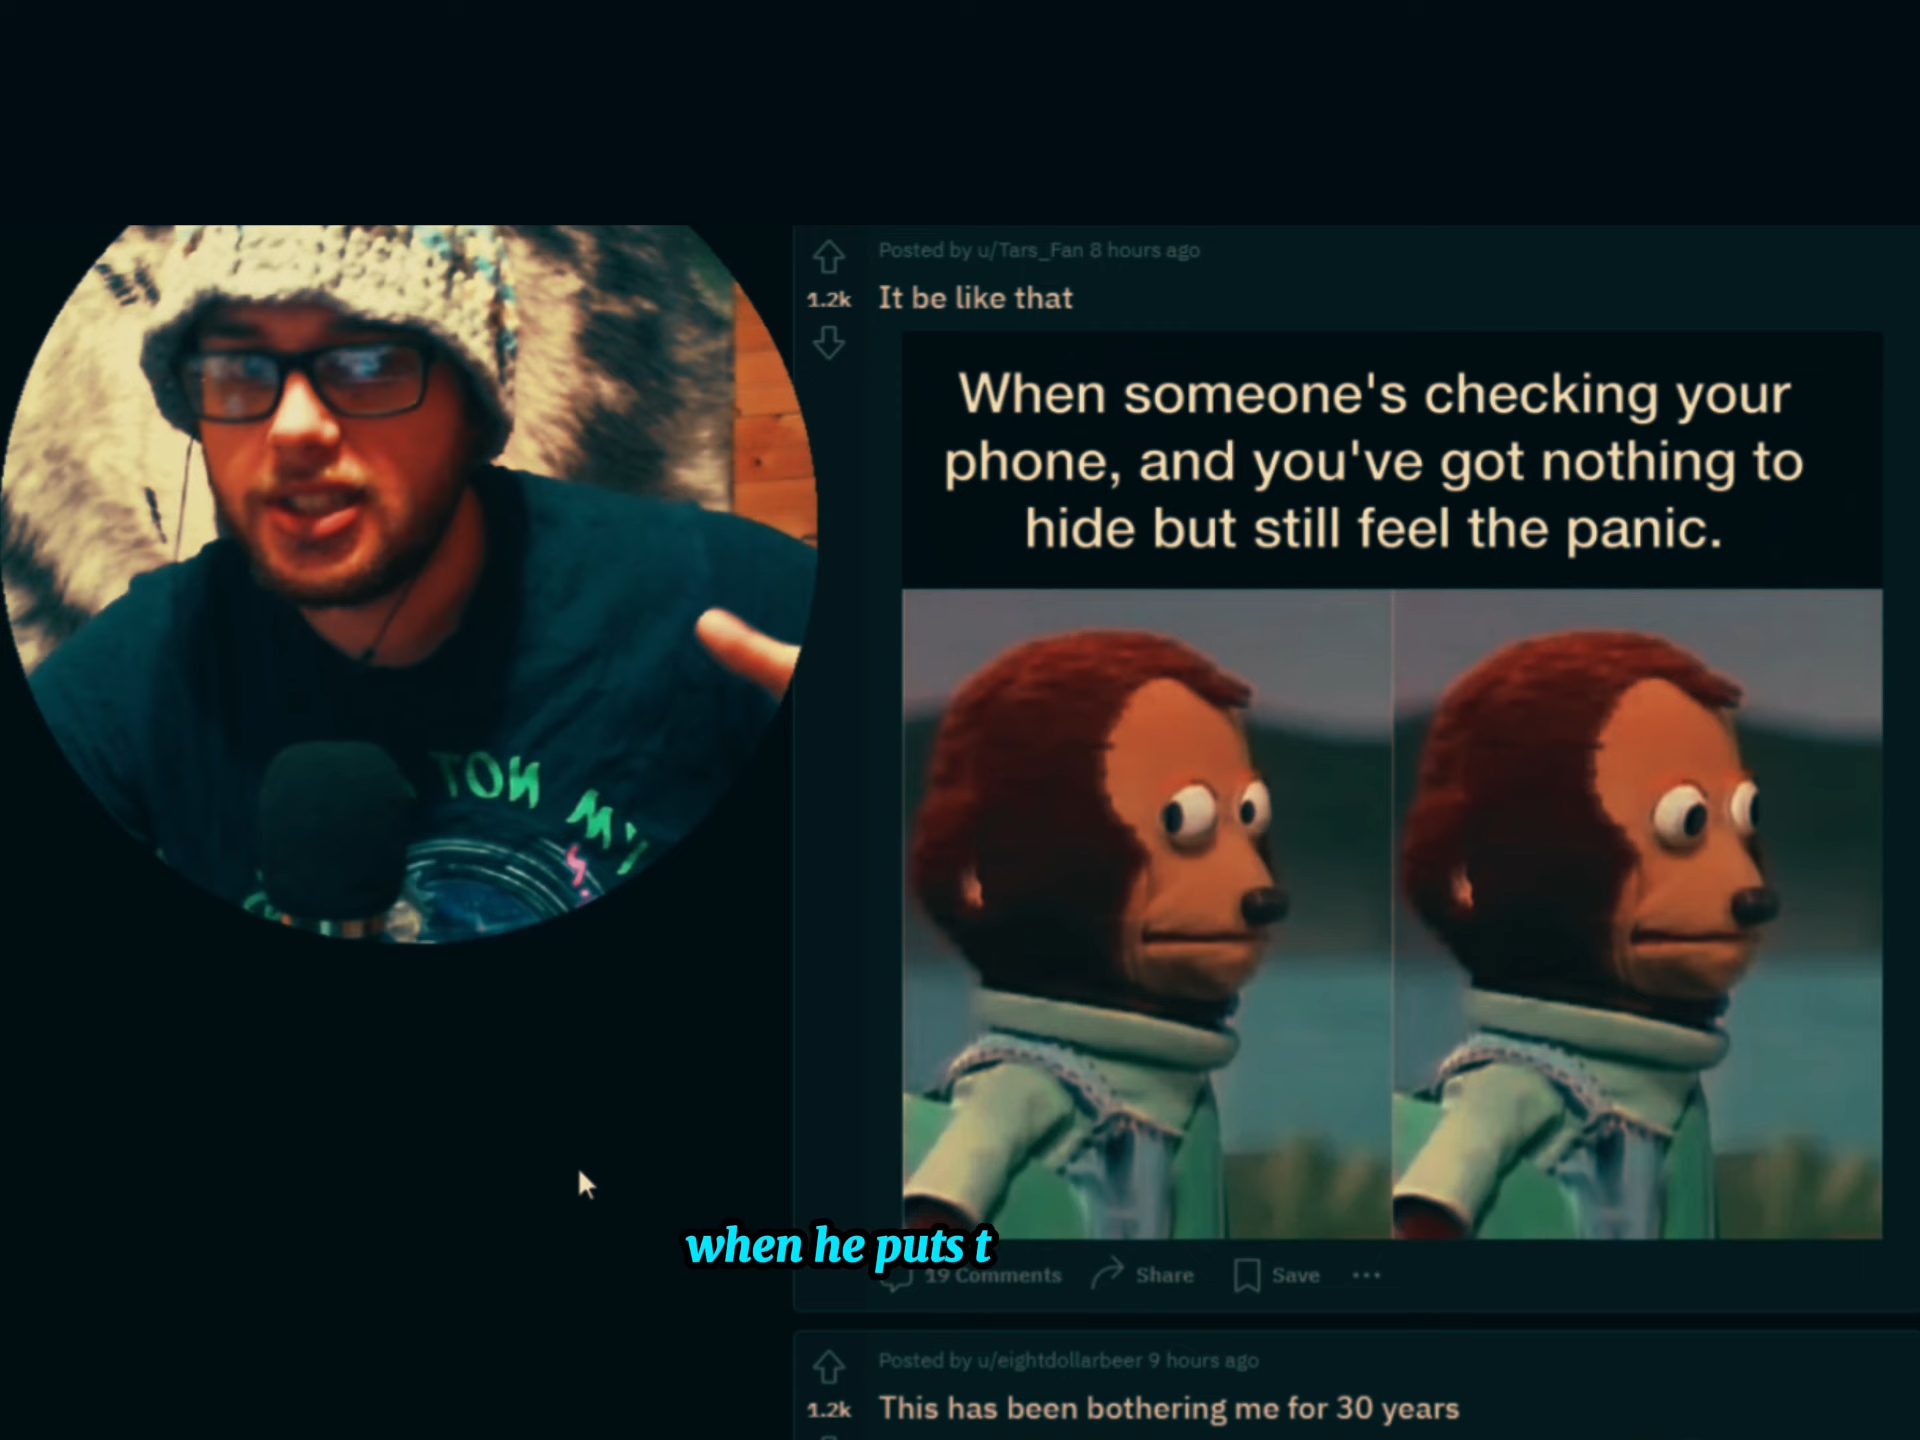 Posted by u/Tars_Fan 8 hours ago
1.2k
It be like that
When someone's checking your
phone, and you've got nothing to
hide but still feel the panic.
TON M
when he puts t
19 Comments
Share
Save
Posted by u/eightdollarbeer 9 hours ago
1.2k
This has been bothering me for 30 years